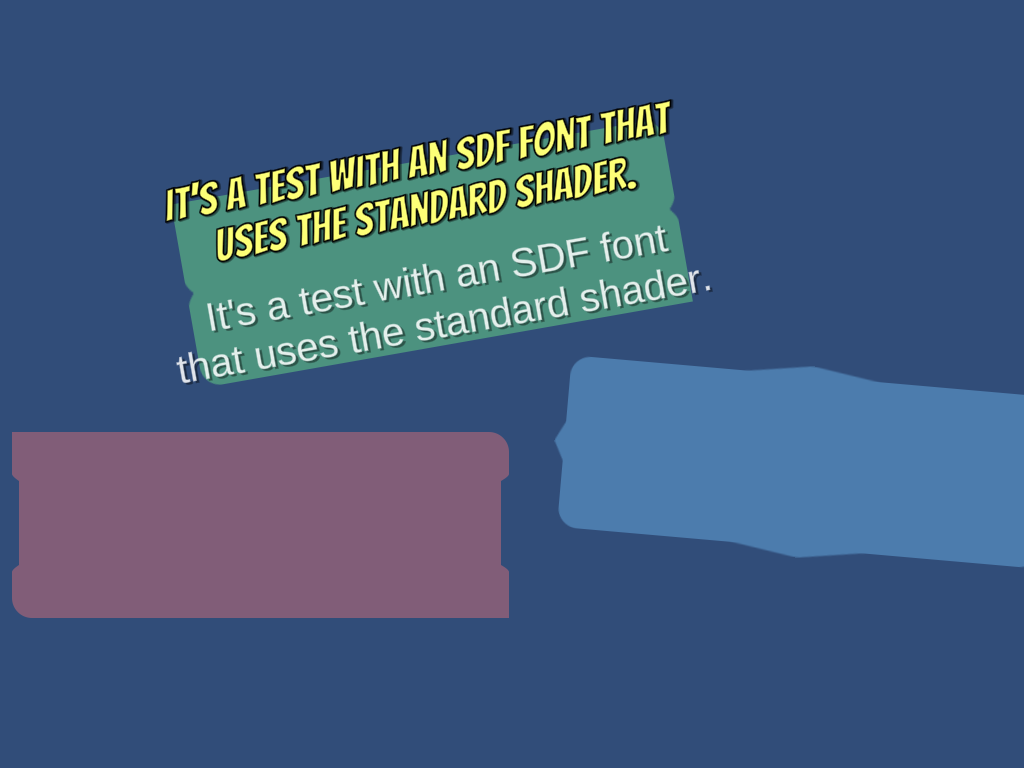 IT'S A TEST WITH AN SDF FONT THAT
USES THE STANDARD SHADER.
It's a test with an SDF font
that uses the standard shader.